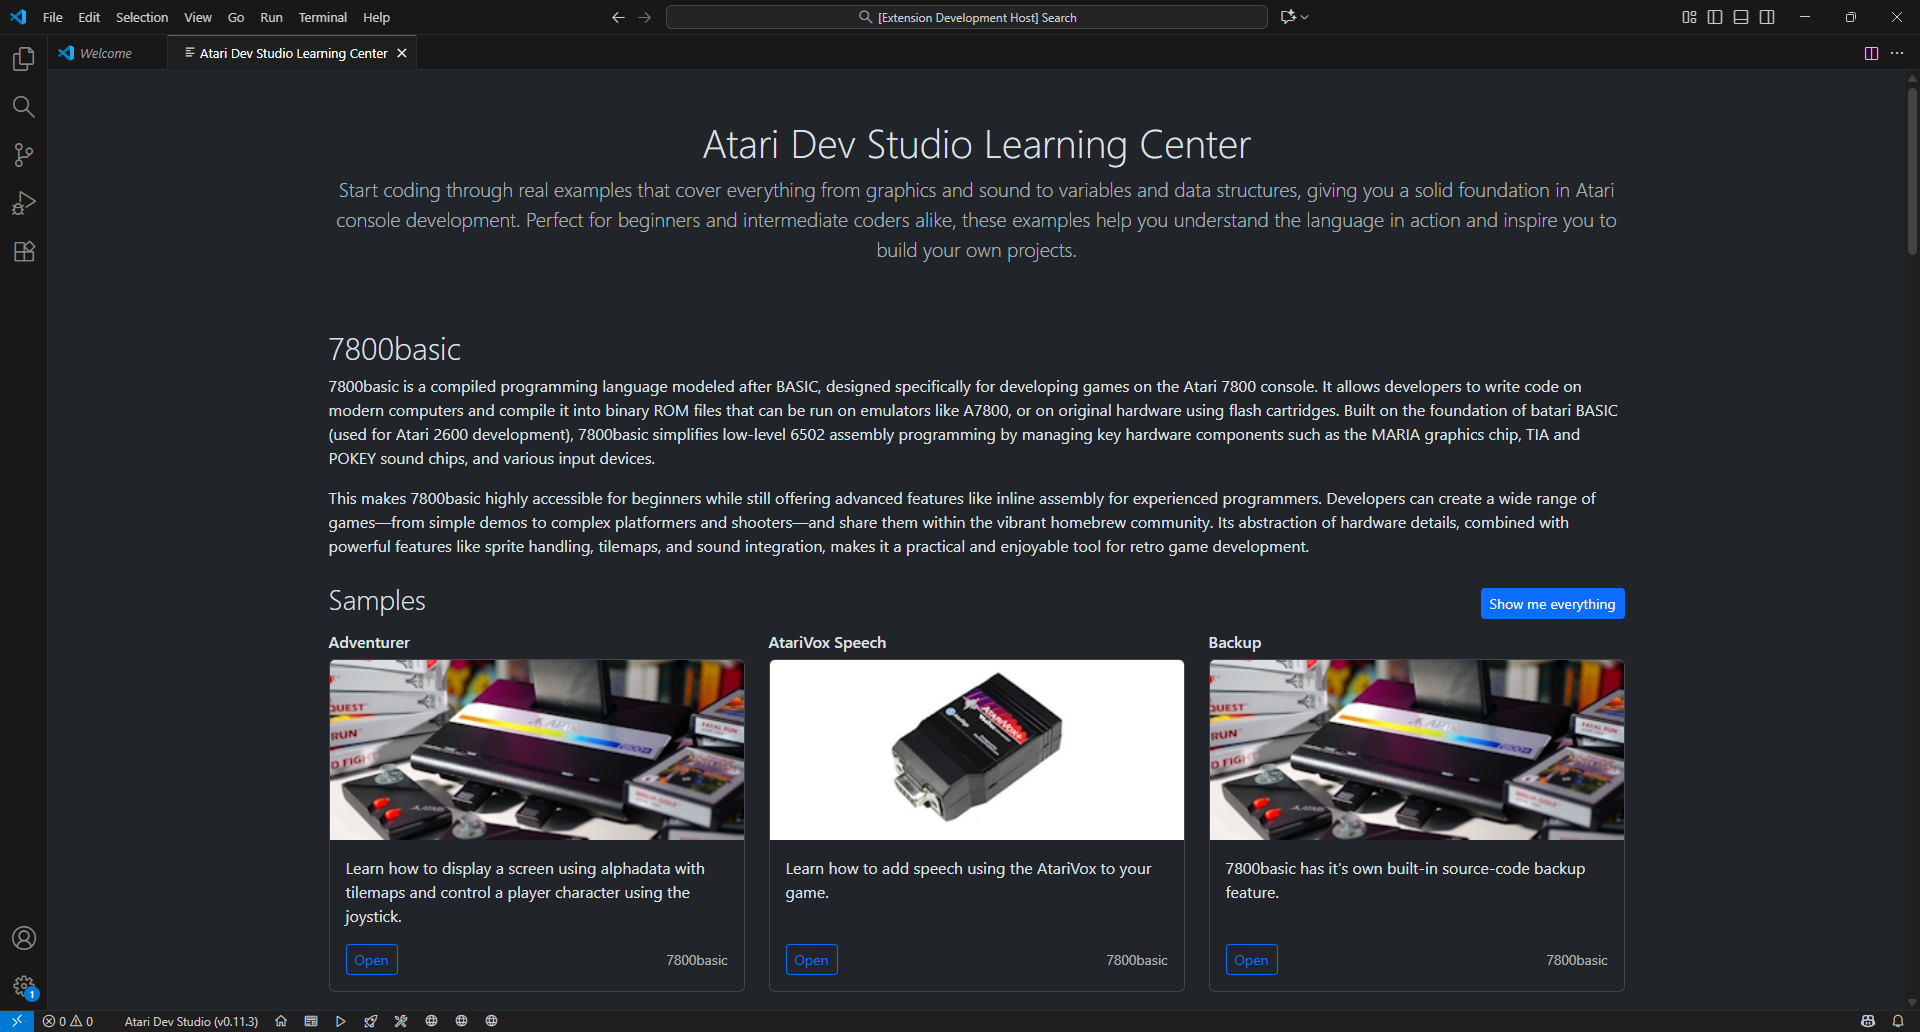 File Edit Selection View Go Run Terminal Help
[Extension Development Host] Search
Welcome
Atari Dev Studio Learning Center
Atari Dev Studio Learning Center
Start coding through real examples that cover everything from graphics and sound to variables and data structures, giving you a solid foundation in Atari
console development. Perfect for beginners and intermediate coders alike, these examples help you understand the language in action and inspire you to
build your own projects.
7800basic
7800basic is a compiled programming language modeled after BASIC, designed specifically for developing games on the Atari 7800 console. It allows developers to write code on
modern computers and compile it into binary ROM files that can be run on emulators like A7800, or on original hardware using flash cartridges. Built on the foundation of batari BASIC
(used for Atari 2600 development), 7800basic simplifies low-level 6502 assembly programming by managing key hardware components such as the MARIA graphics chip, TIA and
POKEY sound chips, and various input devices.
This makes 7800basic highly accessible for beginners while still offering advanced features like inline assembly for experienced programmers. Developers can create a wide range of
games—from simple demos to complex platformers and shooters—and share them within the vibrant homebrew community. Its abstraction of hardware details, combined with
powerful features like sprite handling, tilemaps, and sound integration, makes it a practical and enjoyable tool for retro game development.
Samples
Show me everything
Adventurer
AtariVox Speech
Backup
Learn how to display a screen using alphadata with
tilemaps and control a player character using the
joystick.
Open
7800basic
Learn how to add speech using the AtariVox to your
game.
Open
7800basic
7800basic has it's own built-in source-code backup
feature.
Open
7800basic
1
0 0
Atari Dev Studio (v0.11.3)